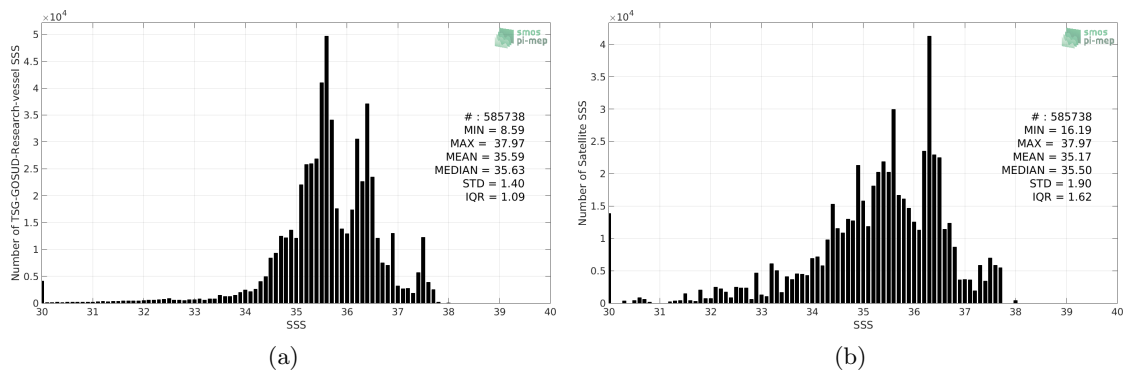 ×10⁴
5
4.5
4
3.5
3
2.5
2
1.5
1
0.5
0
Number of TSG-GOSUD-Research-vessel SSS
smos
pi-mep
# : 585738
MIN = 8.59
MAX = 37.97
MEAN = 35.59
MEDIAN = 35.63
STD = 1.40
IQR = 1.09
30 31 32 33 34 35 36 37 38 39 40
SSS
(a)
×10⁴
4
3.5
3
2.5
2
1.5
1
0.5
0
Number of Satellite SSS
smos
pi-mep
# : 585738
MIN = 16.19
MAX = 37.97
MEAN = 35.17
MEDIAN = 35.50
STD = 1.90
IQR = 1.62
30 31 32 33 34 35 36 37 38 39 40
SSS
(b)